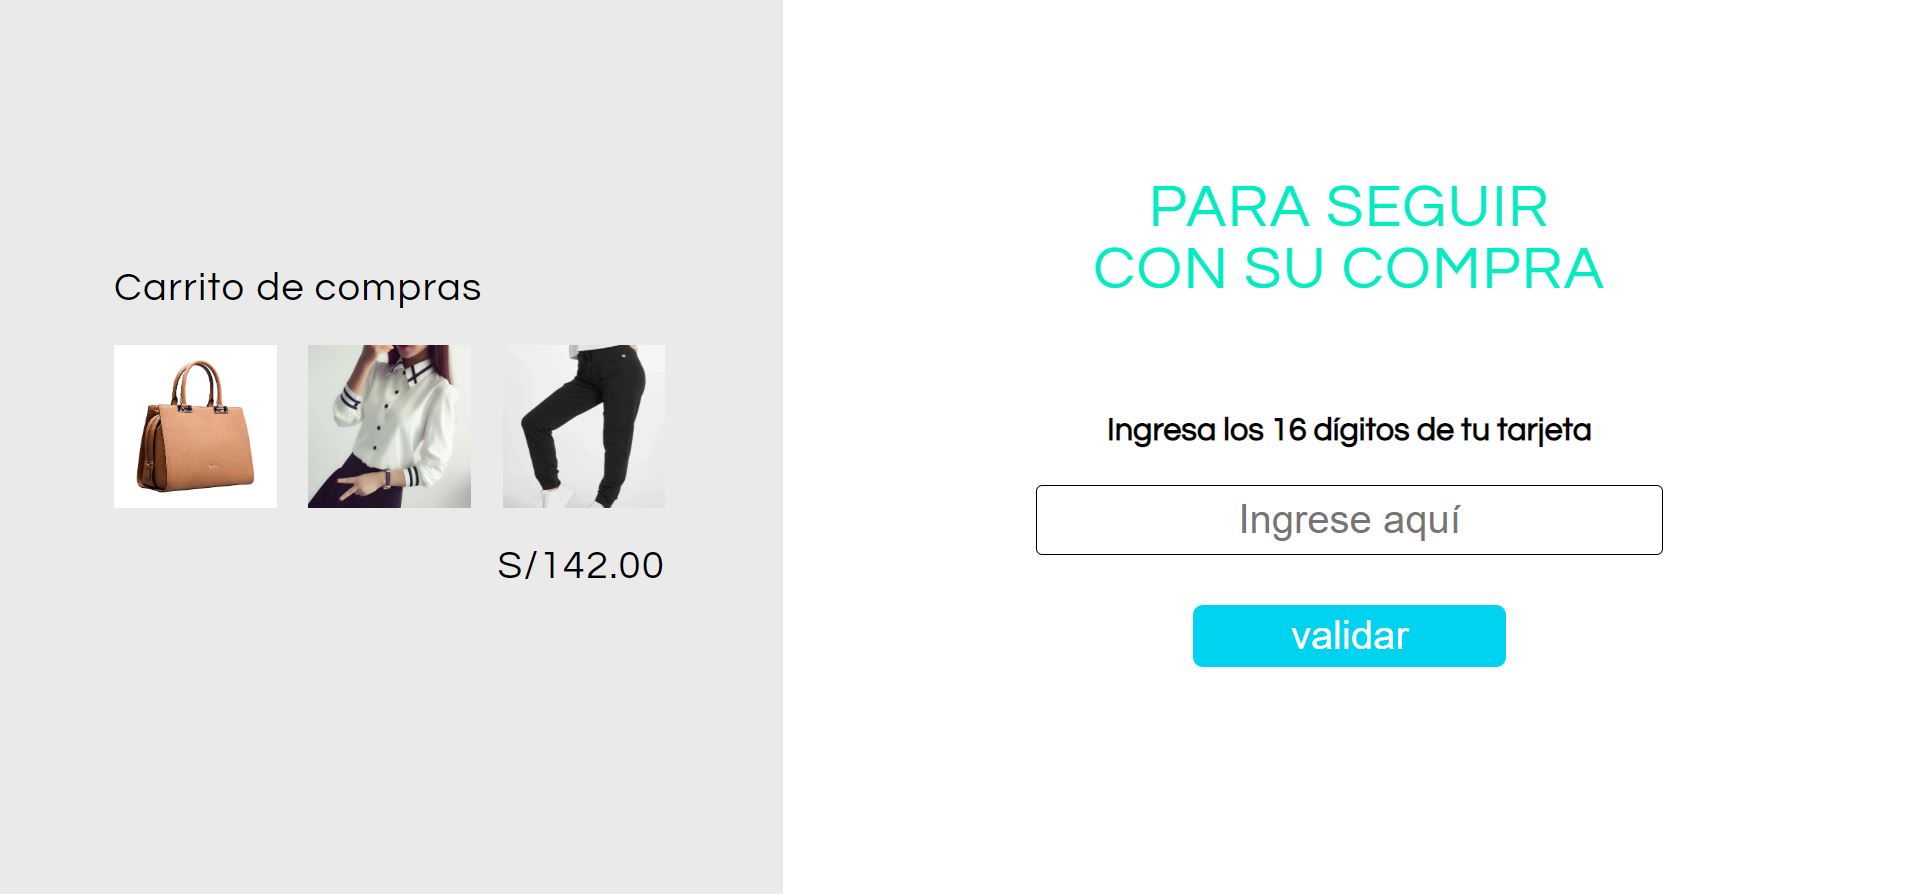 Carrito de compras
S/142.00
PARA SEGUIR
CON SU COMPRA
Ingresa los 16 dígitos de tu tarjeta
Ingrese aquí
validar